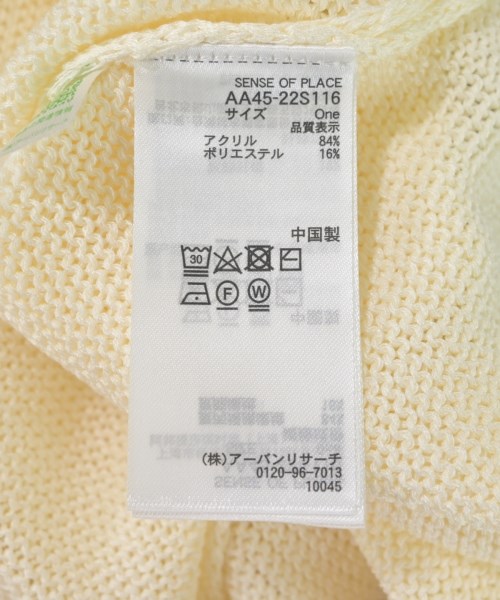 SENSE OF PLACE
AA45-22S116
サイズ One
品質表示
アクリル 84%
ポリエステル 16%
中国製
30
F W
(株)アーバンリサーチ
0120-96-7013
10045